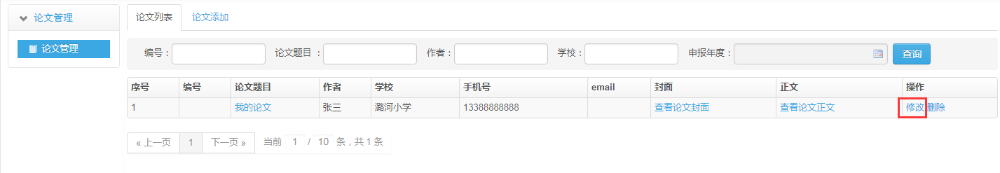 论文管理
论文管理
论文列表 论文添加
编号： 论文题目 ： 作者： 学校： 申报年度： 查询
序号 编号 论文题目 作者 学校 手机号 email 封面 正文 操作
1 我的论文 张三 潞河小学 13388888888 查看论文封面 查看论文正文 修改 删除
« 上一页 1 下一页 » 当前 1 / 10 条，共 1 条